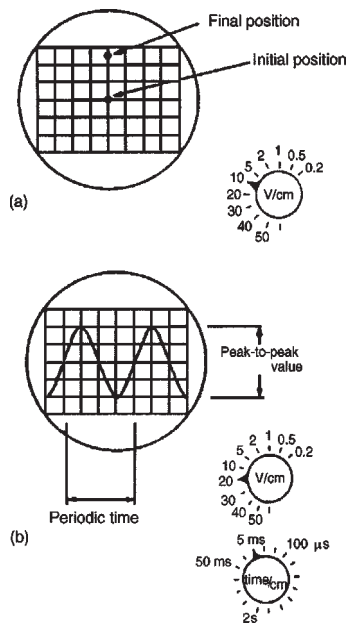 Final position
Initial position
(a)
50
40
30
20
10
5
2
1
0.5
0.2
V/cm
Peak-to-peak
value
Periodic time
(b)
50
40
30
20
10
5
2
1
0.5
0.2
V/cm
50 ms
5 ms
100 μs
time/cm
2s